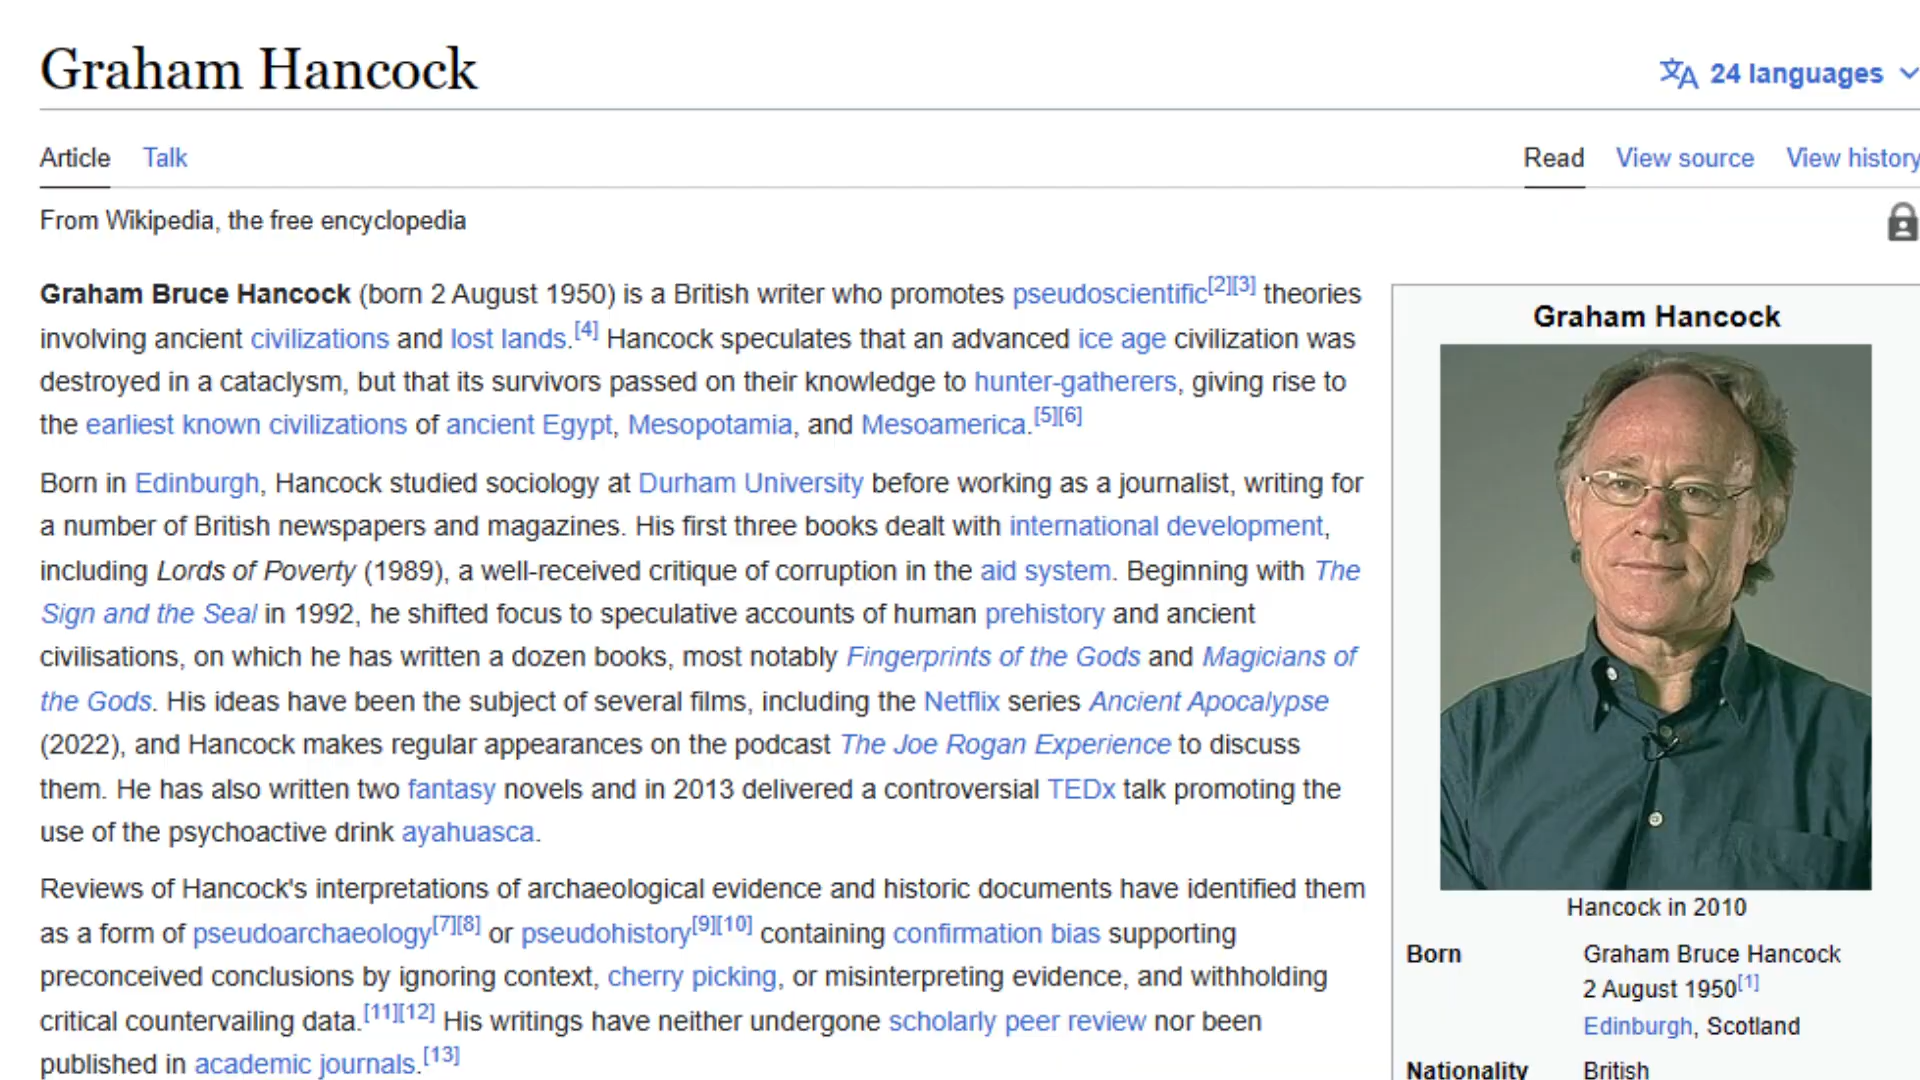 Graham Hancock
24 languages
Article Talk
Read View source View history
From Wikipedia, the free encyclopedia
Graham Bruce Hancock (born 2 August 1950) is a British writer who promotes pseudoscientific[2][3] theories
involving ancient civilizations and lost lands.[4] Hancock speculates that an advanced ice age civilization was
destroyed in a cataclysm, but that its survivors passed on their knowledge to hunter-gatherers, giving rise to
the earliest known civilizations of ancient Egypt, Mesopotamia, and Mesoamerica.[5][6]
Born in Edinburgh, Hancock studied sociology at Durham University before working as a journalist, writing for
a number of British newspapers and magazines. His first three books dealt with international development,
including Lords of Poverty (1989), a well-received critique of corruption in the aid system. Beginning with The
Sign and the Seal in 1992, he shifted focus to speculative accounts of human prehistory and ancient
civilisations, on which he has written a dozen books, most notably Fingerprints of the Gods and Magicians of
the Gods. His ideas have been the subject of several films, including the Netflix series Ancient Apocalypse
(2022), and Hancock makes regular appearances on the podcast The Joe Rogan Experience to discuss
them. He has also written two fantasy novels and in 2013 delivered a controversial TEDx talk promoting the
use of the psychoactive drink ayahuasca.
Reviews of Hancock's interpretations of archaeological evidence and historic documents have identified them
as a form of pseudoarchaeology[7][8] or pseudohistory[9][10] containing confirmation bias supporting
preconceived conclusions by ignoring context, cherry picking, or misinterpreting evidence, and withholding
critical countervailing data.[11][12] His writings have neither undergone scholarly peer review nor been
published in academic journals.[13]
Graham Hancock
Hancock in 2010
Born Graham Bruce Hancock
2 August 1950[1]
Edinburgh, Scotland
Nationality British